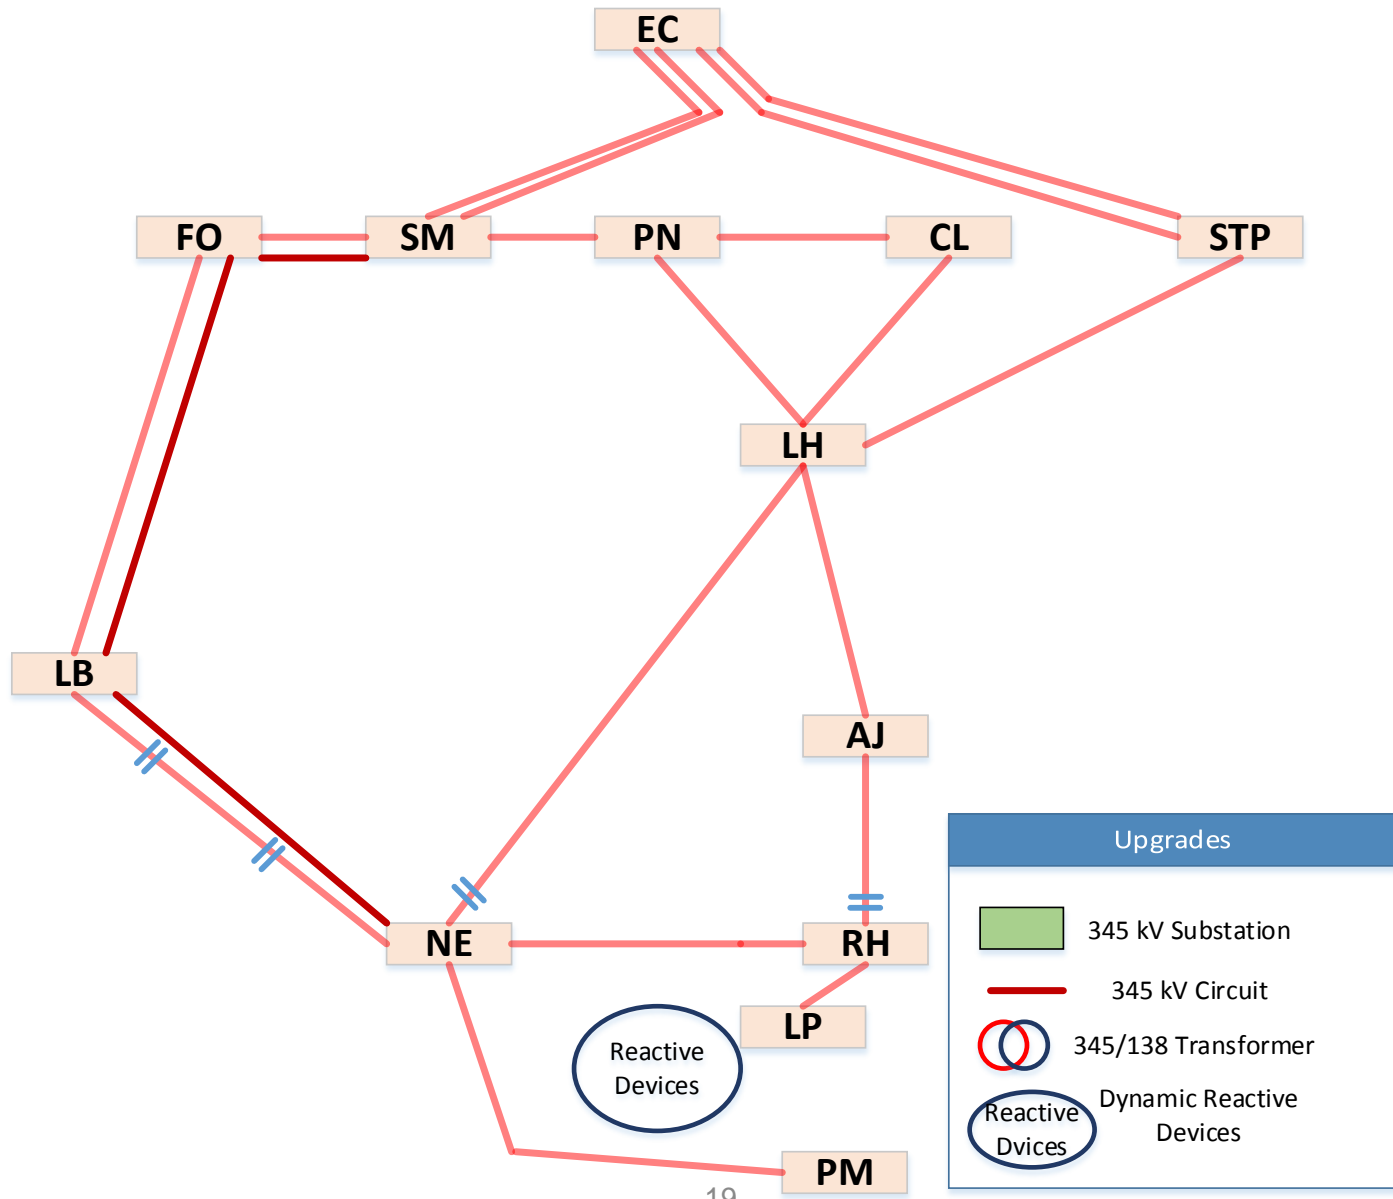 EC
FO
SM
PN
CL
STP
LH
LB
AJ
Upgrades
345 kV Substation
NE
RH
345 kV Circuit
LP
345/138 Transformer
Reactive
Devices
Dynamic Reactive
Devices
Reactive
Dvices
PM
19